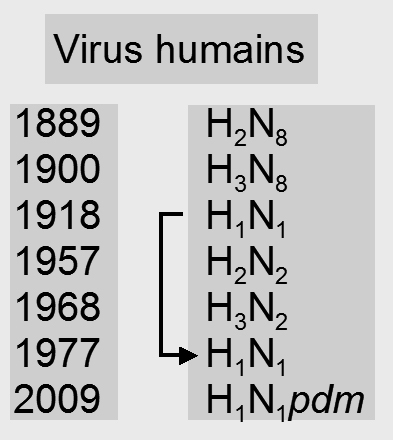 Virus humains
1889 H2N8
1900 H3N8
1918 H1N1
1957 H2N2
1968 H3N2
1977 H1N1
2009 H1N1pdm